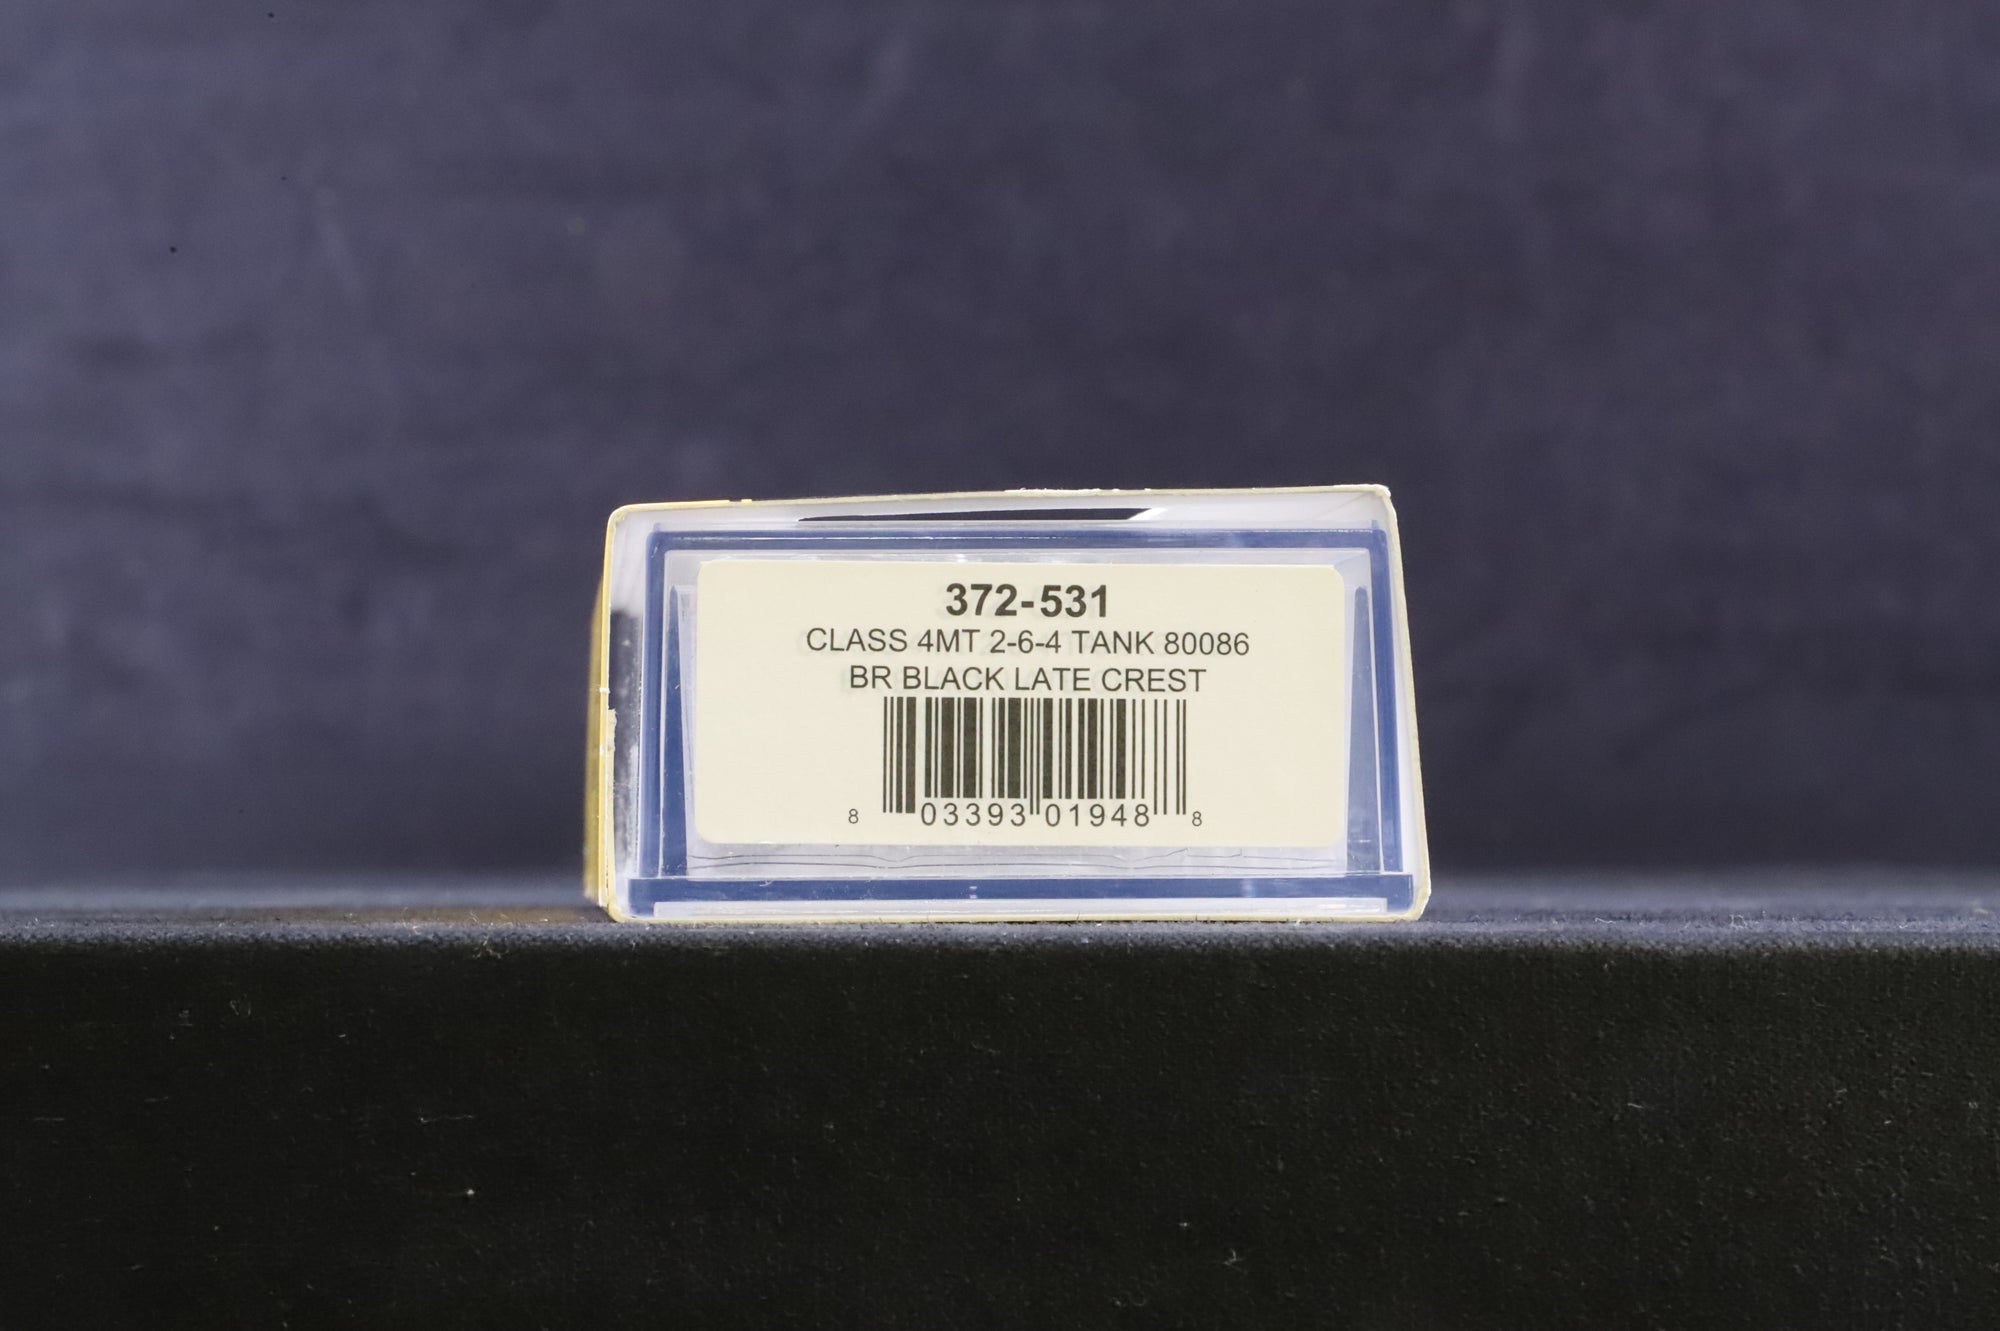 372-531
CLASS 4MT 2-6-4 TANK 80086
BR BLACK LATE CREST
8 03393 01948 8